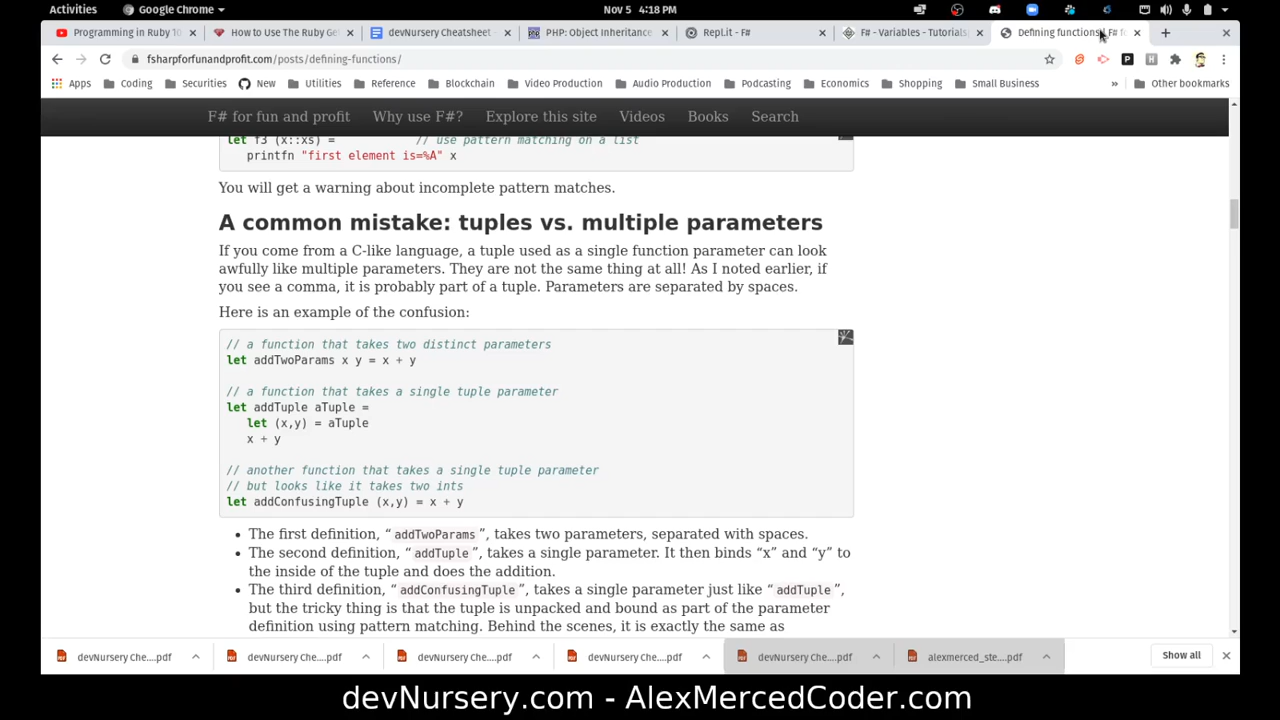 Activities
Google Chrome
Nov 5 4:18 PM
Programming in Ruby 1
How to Use The Ruby Ge
devNursery Cheatsheet
PHP: Object Inheritance
Repl.it - F#
F# - Variables - Tutorials
Defining functions | F# f
fsharpforfunandprofit.com/posts/defining-functions/
Apps
Coding
Securities
New
Utilities
Reference
Blockchain
Audio Production
Podcasting
Economics
Shopping
Small Business
»
Other bookmarks
F# for fun and profit
Why use F#?
Explore this site
Videos
Books
Search
let f3 (x::xs) = // use pattern matching on a list
printfn "first element is=%A" x
You will get a warning about incomplete pattern matches.
A common mistake: tuples vs. multiple parameters
If you come from a C-like language, a tuple used as a single function parameter can look
awfully like multiple parameters. They are not the same thing at all! As I noted earlier, if
you see a comma, it is probably part of a tuple. Parameters are separated by spaces.
Here is an example of the confusion:
// a function that takes two distinct parameters
let addTwoParams x y = x + y
// a function that takes a single tuple parameter
let addTuple aTuple =
let (x,y) = aTuple
x + y
// another function that takes a single tuple parameter
// but looks like it takes two ints
let addConfusingTuple (x,y) = x + y
• The first definition, “addTwoParams”, takes two parameters, separated with spaces.
• The second definition, “addTuple”, takes a single parameter. It then binds “x” and “y” to
the inside of the tuple and does the addition.
• The third definition, “addConfusingTuple”, takes a single parameter just like “addTuple”,
but the tricky thing is that the tuple is unpacked and bound as part of the parameter
definition using pattern matching. Behind the scenes, it is exactly the same as
devNursery Che....pdf
devNursery Che....pdf
devNursery Che....pdf
devNursery Che....pdf
devNursery Che....pdf
alexmerced_ste....pdf
Show all
devNursery.com - AlexMercedCoder.com